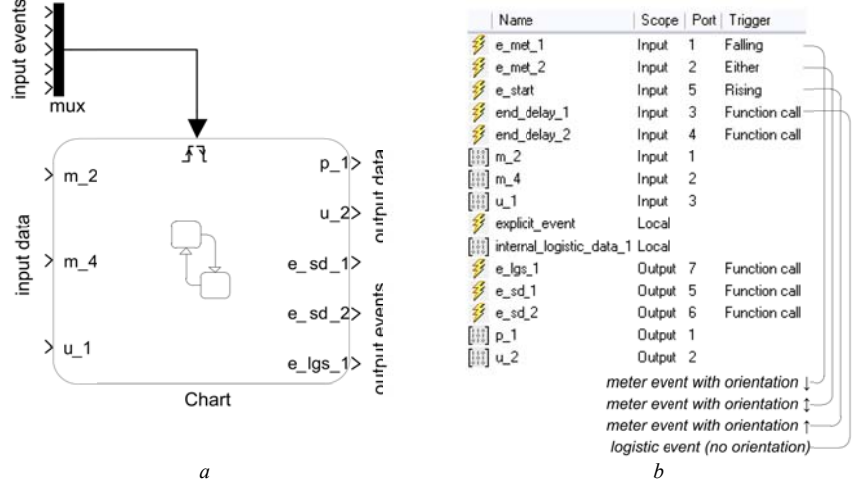 input events
mux
m_2
m_4
u_1
input data
p_1
u_2
e_sd_1
e_sd_2
e_lgs_1
output data
output events
Chart
a
Name Scope Port Trigger
e_met_1 Input 1 Falling
e_met_2 Input 2 Either
e_start Input 5 Rising
end_delay_1 Input 3 Function call
end_delay_2 Input 4 Function call
m_2 Input 1
m_4 Input 2
u_1 Input 3
explicit_event Local
internal_logistic_data_1 Local
e_lgs_1 Output 7 Function call
e_sd_1 Output 5 Function call
e_sd_2 Output 6 Function call
p_1 Output 1
u_2 Output 2
meter event with orientation ↓
meter event with orientation ↕
meter event with orientation ↑
logistic event (no orientation)
b